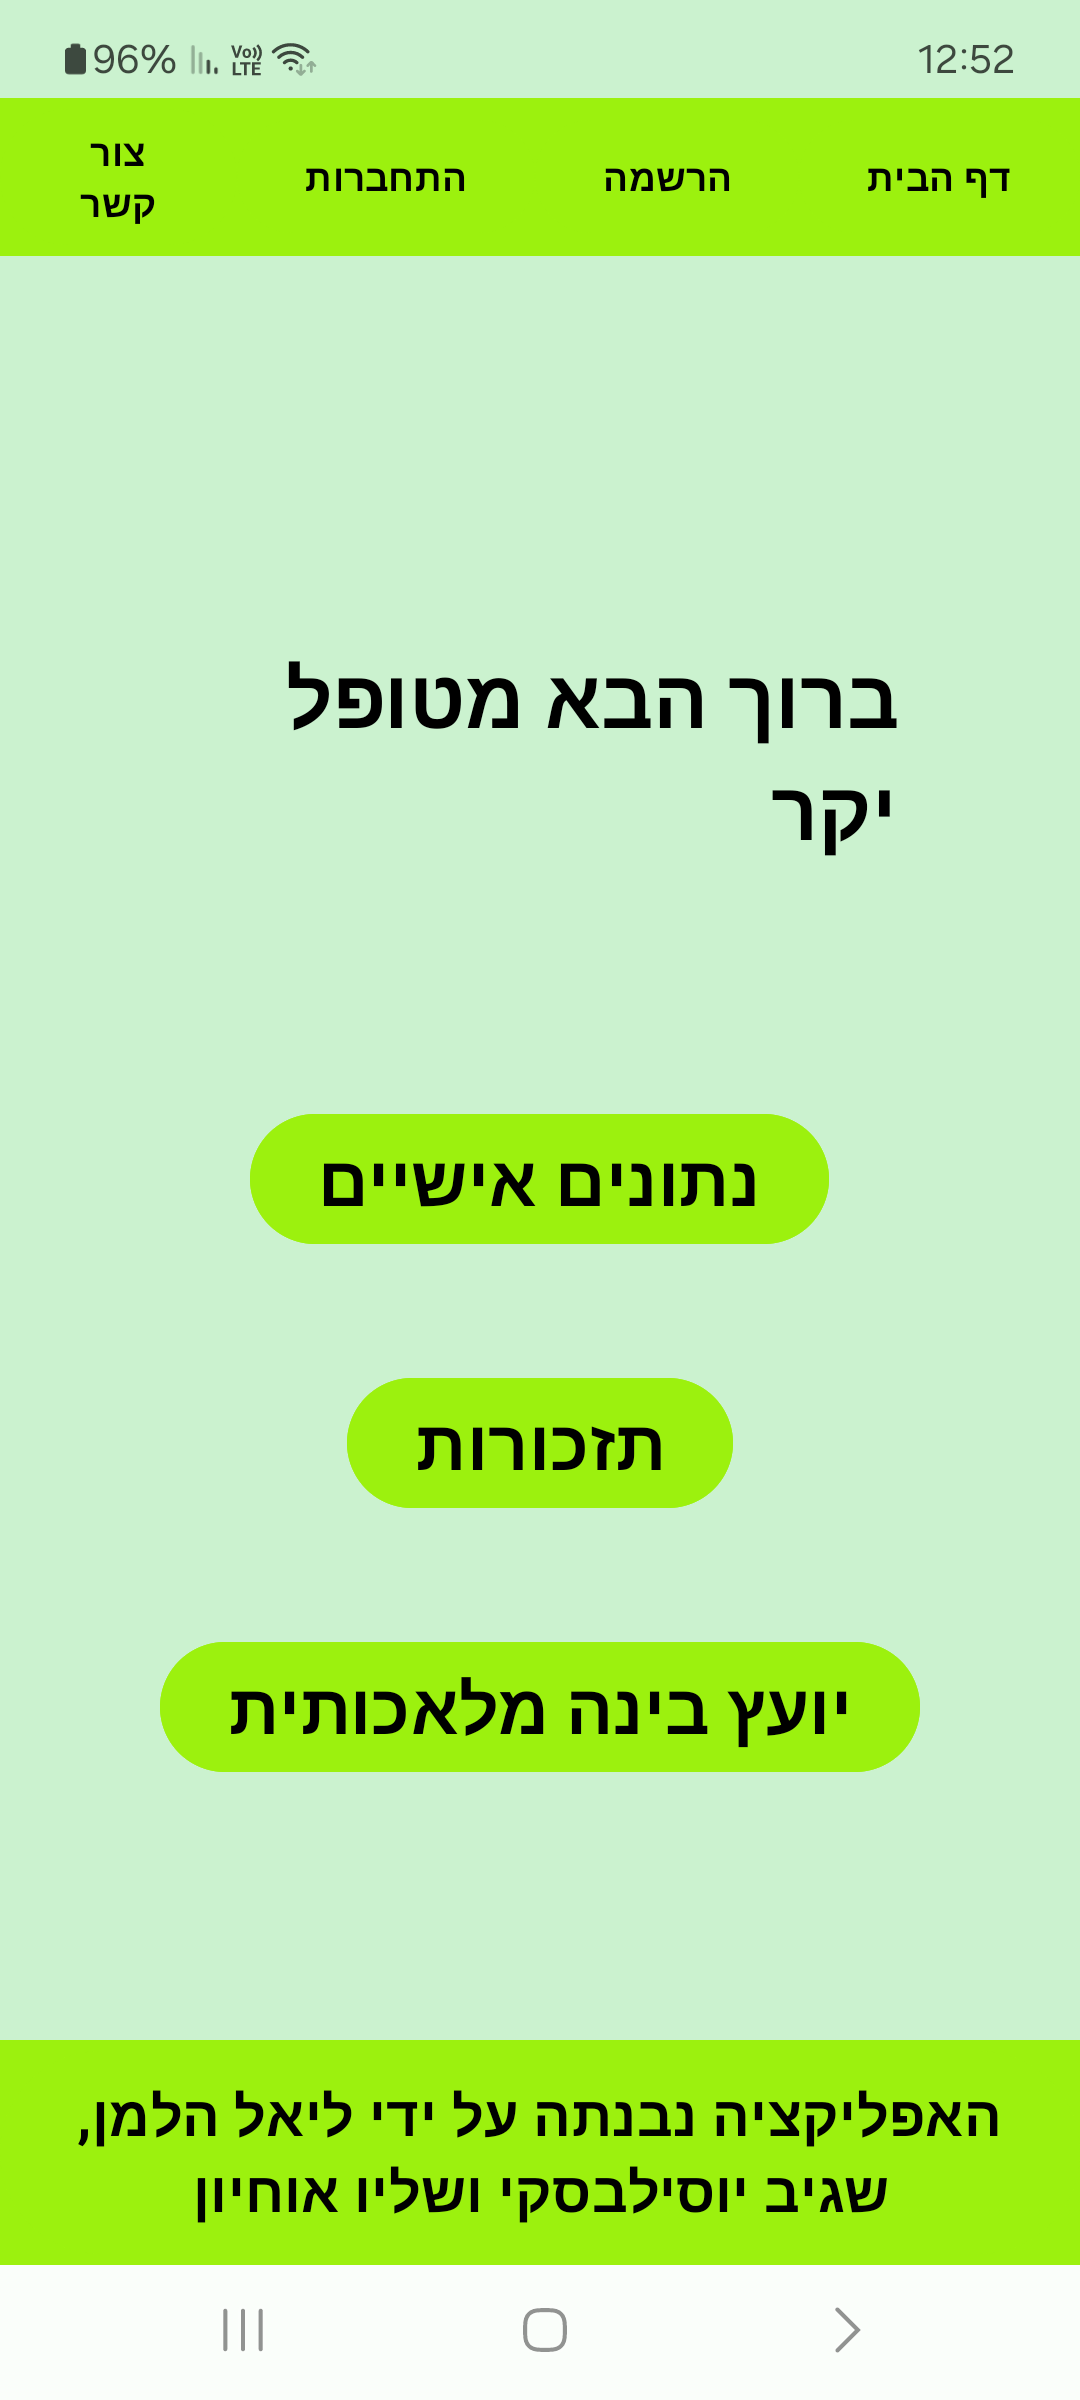 96% Vo)) LTE 12:52
דף הבית הרשמה התחברות צור
קשר
ברוך הבא מטופל
יקר
נתונים אישיים
תזכורות
יועץ בינה מלאכותית
האפליקציה נבנתה על ידי ליאל הלמן,
שגיב יוסילבסקי ושליו אוחיון